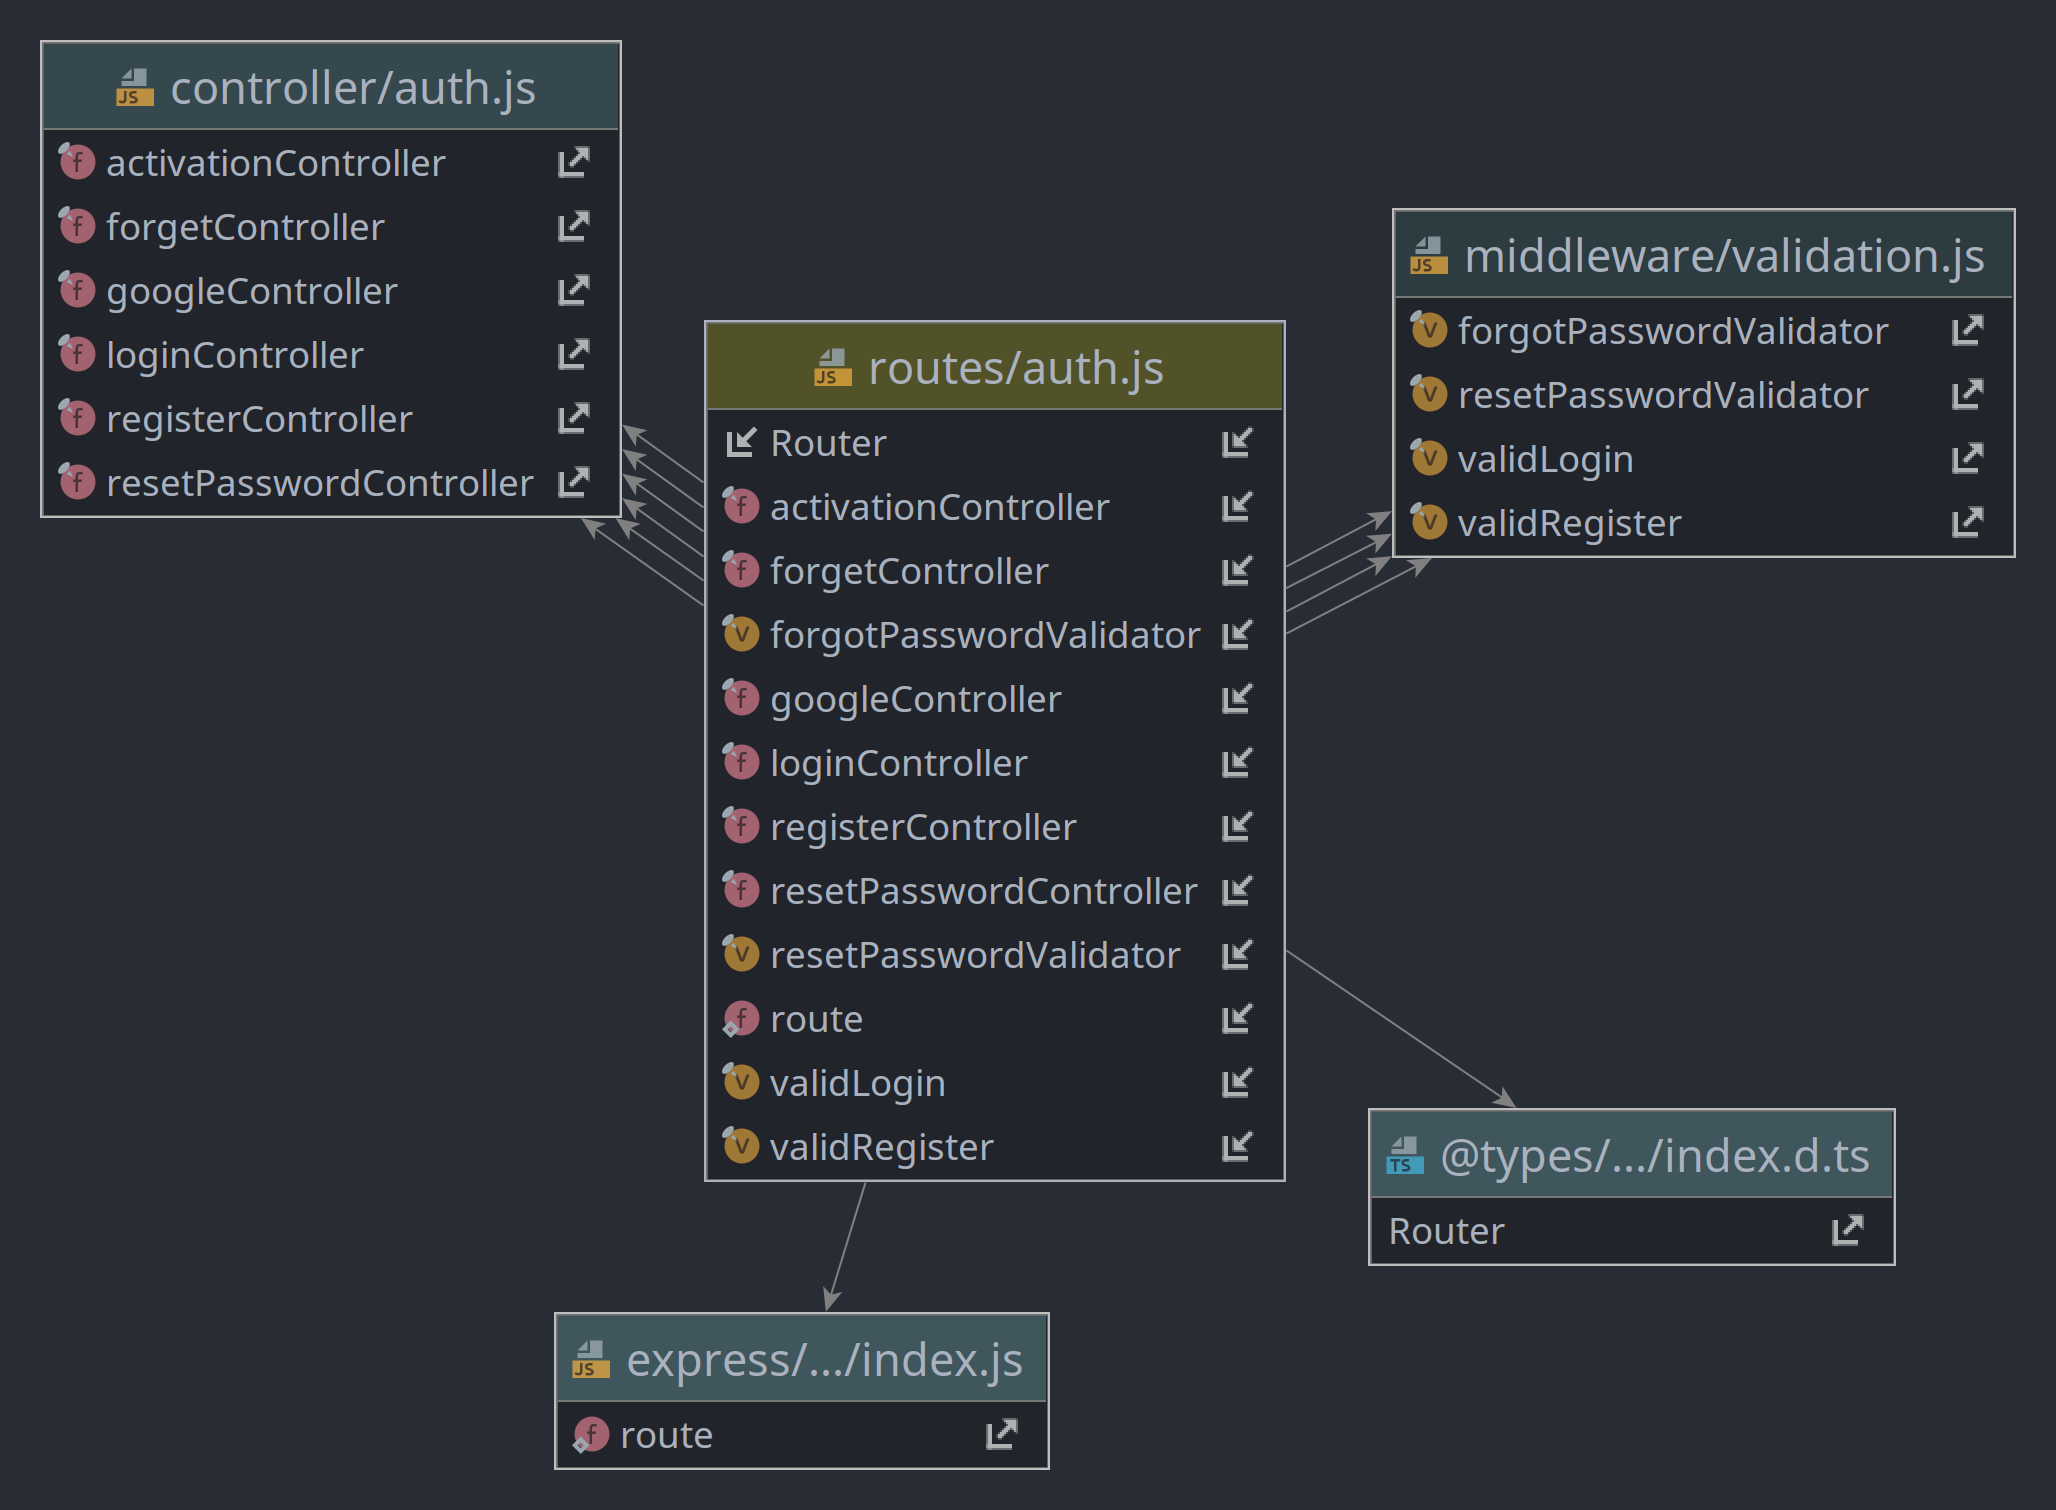 controller/auth.js
activationController
forgetController
googleController
loginController
registerController
resetPasswordController
routes/auth.js
Router
activationController
forgetController
forgotPasswordValidator
googleController
loginController
registerController
resetPasswordController
resetPasswordValidator
route
validLogin
validRegister
middleware/validation.js
forgotPasswordValidator
resetPasswordValidator
validLogin
validRegister
@types/.../index.d.ts
Router
express/.../index.js
route